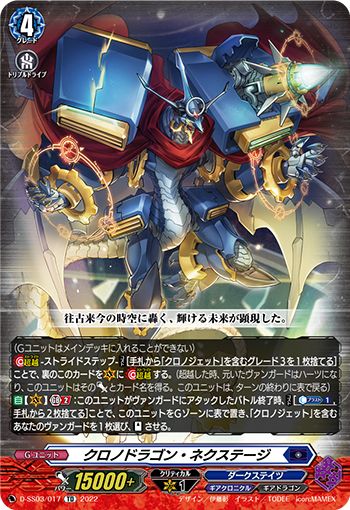 4
グレード
トリプルドライブ
往古来今の時空に轟く、輝ける未来が顕現した。
(Gユニットはメインデッキに入れることができない)
G超越-ストライドステップ-[手札から「クロノジェット」を含むグレード3を1枚捨てる]
ことで、裏のこのカードを(V)にG超越する。(超越した時、元いたヴァンガードはハーツになり、このユニットはそのカード名を得る。このユニットは、ターンの終わりに表で戻る)
自【(V)】【ターン1回】:このユニットがヴァンガードにアタックしたバトル終了時、
手札から2枚捨てることで、このユニットをGゾーンに表で置き、「クロノジェット」を含む
あなたのヴァンガードを1枚選び、
Gユニット
クロノドラゴン・ネクステージ
パワー
15000+
クリティカル
1
ダークステイツ
ギアクロニクル
ギアドラゴン
D-SS03/017 TD 2022
デザイン/伊藤彰 イラスト/TODEE